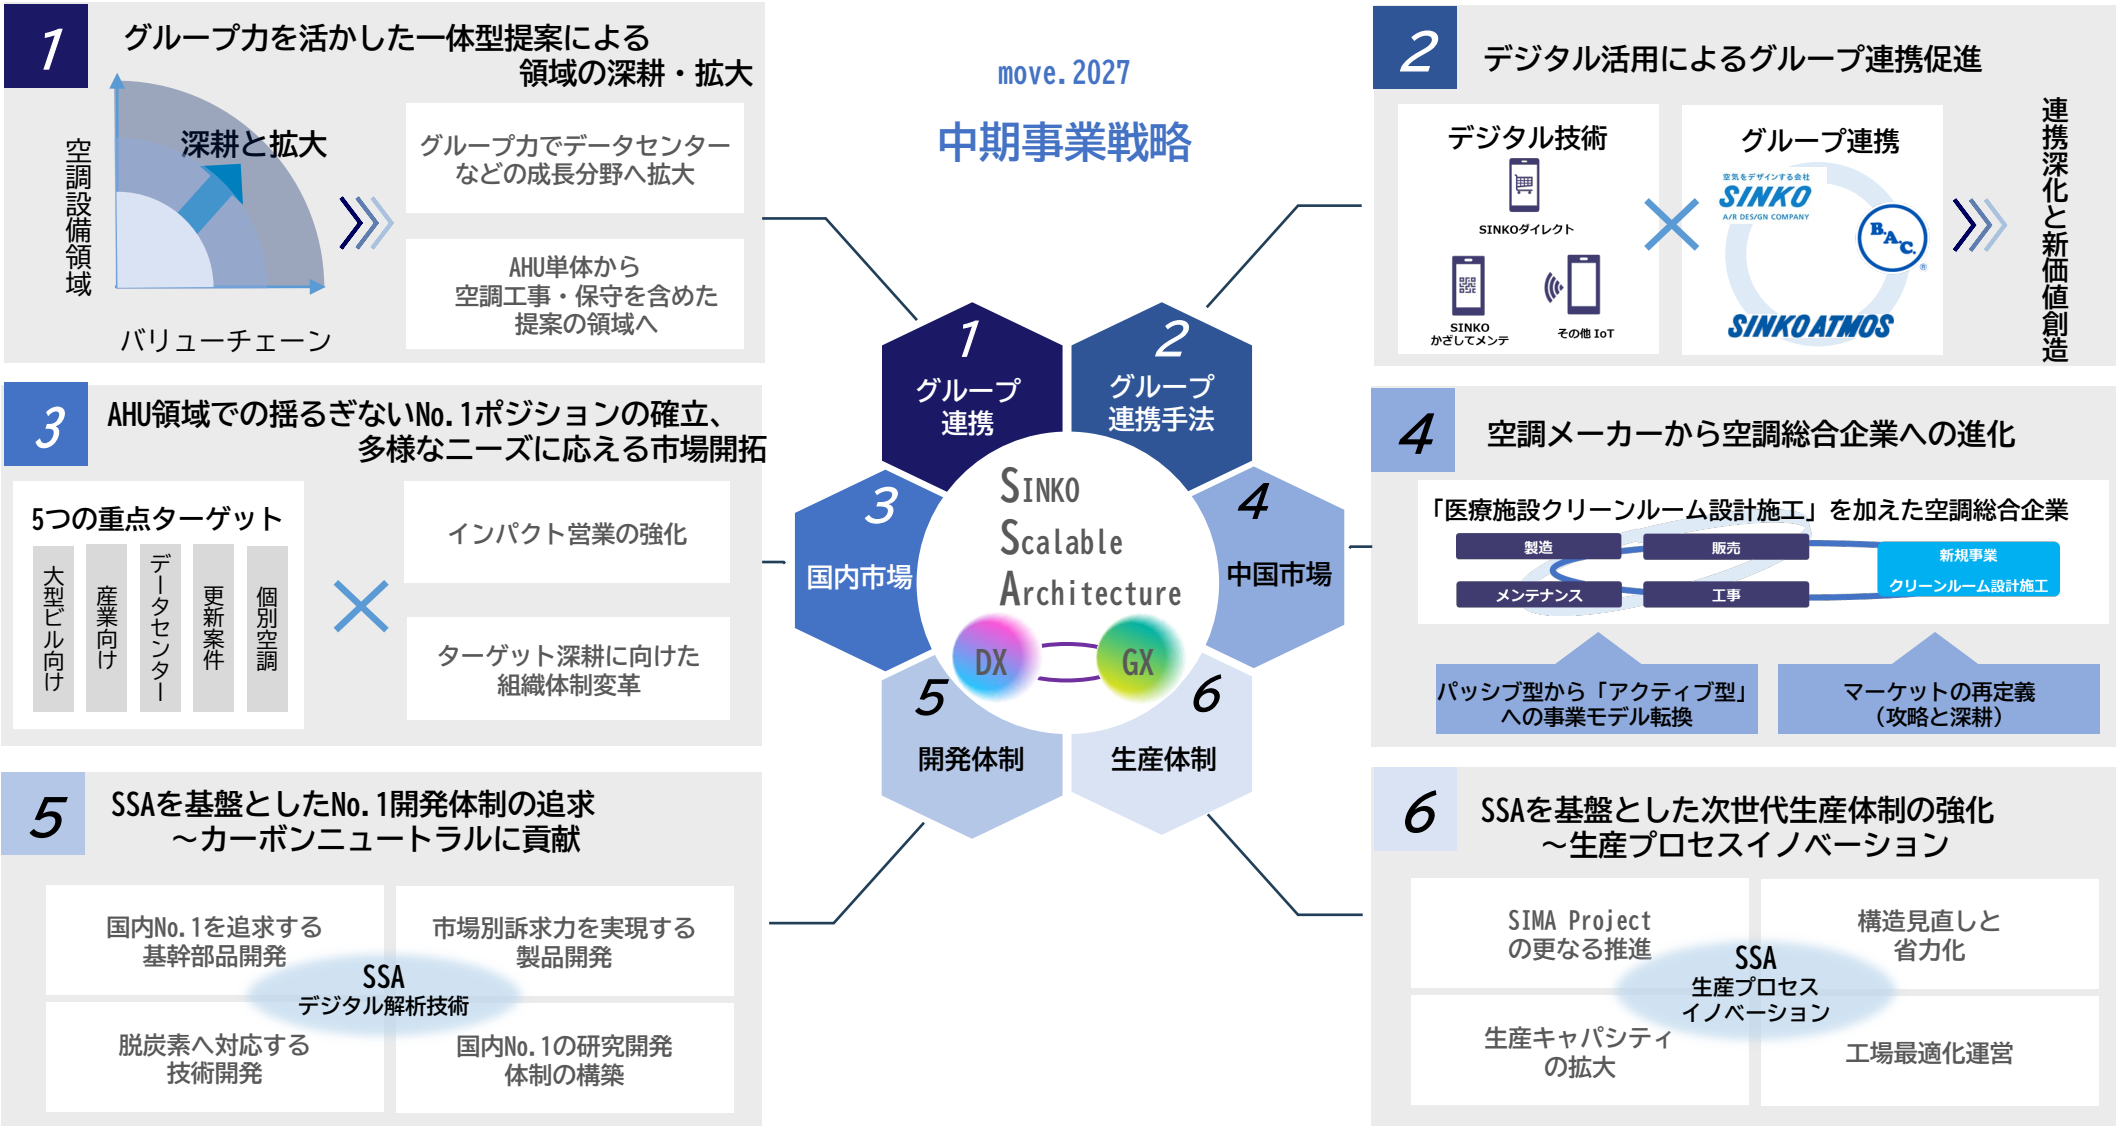 move.2027
中期事業戦略
1
グループ力を活かした一体型提案による
領域の深耕・拡大
空調設備領域
深耕と拡大
バリューチェーン
グループ力でデータセンター
などの成長分野へ拡大
AHU単体から
空調工事・保守を含めた
提案の領域へ
2
デジタル活用によるグループ連携促進
デジタル技術
SINKOダイレクト
SINKO
かざしてメンテ
その他 IoT
グループ連携
空気をデザインする会社
SINKO
AIR DESIGN COMPANY
B.A.C.
®
SINKO ATMOS
連携深化と新価値創造
3
AHU領域での揺るぎないNo.1ポジションの確立、
多様なニーズに応える市場開拓
5つの重点ターゲット
大型ビル向け
産業向け
データセンター
更新案件
個別空調
インパクト営業の強化
ターゲット深耕に向けた
組織体制変革
1
グループ
連携
2
グループ
連携手法
3
国内市場
4
中国市場
5
開発体制
6
生産体制
SINKO
Scalable
Architecture
DX
GX
4
空調メーカーから空調総合企業への進化
「医療施設クリーンルーム設計施工」を加えた空調総合企業
製造
販売
メンテナンス
工事
新規事業
クリーンルーム設計施工
パッシブ型から「アクティブ型」
への事業モデル転換
マーケットの再定義
（攻略と深耕）
5
SSAを基盤としたNo.1開発体制の追求
～カーボンニュートラルに貢献
国内No.1を追求する
基幹部品開発
市場別訴求力を実現する
製品開発
SSA
デジタル解析技術
脱炭素へ対応する
技術開発
国内No.1の研究開発
体制の構築
6
SSAを基盤とした次世代生産体制の強化
～生産プロセスイノベーション
SIMA Project
の更なる推進
構造見直しと
省力化
SSA
生産プロセス
イノベーション
生産キャパシティ
の拡大
工場最適化運営